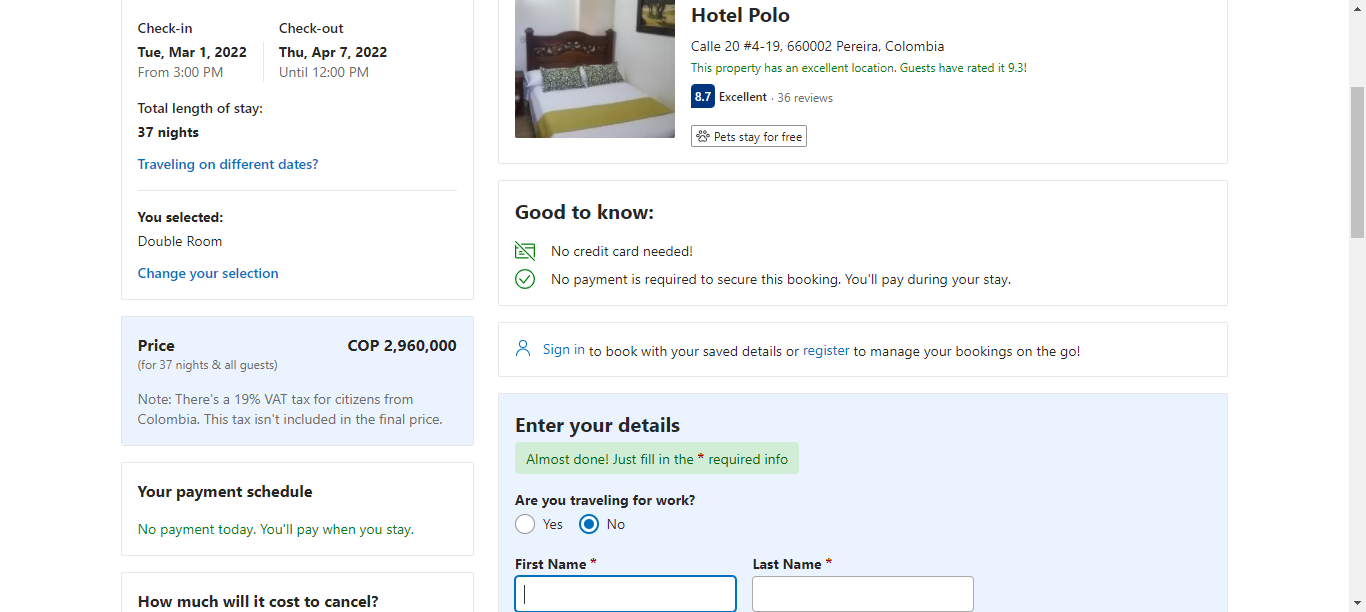 Check-in
Check-out
Tue, Mar 1, 2022
Thu, Apr 7, 2022
From 3:00 PM
Until 12:00 PM
Total length of stay:
37 nights
Traveling on different dates?
You selected:
Double Room
Change your selection
Price
COP 2,960,000
(for 37 nights & all guests)
Note: There's a 19% VAT tax for citizens from
Colombia. This tax isn't included in the final price.
Your payment schedule
No payment today. You'll pay when you stay.
How much will it cost to cancel?
Hotel Polo
Calle 20 #4-19, 660002 Pereira, Colombia
This property has an excellent location. Guests have rated it 9.3!
8.7 Excellent · 36 reviews
Pets stay for free
Good to know:
No credit card needed!
No payment is required to secure this booking. You'll pay during your stay.
Sign in to book with your saved details or register to manage your bookings on the go!
Enter your details
Almost done! Just fill in the * required info
Are you traveling for work?
Yes
No
First Name *
Last Name *